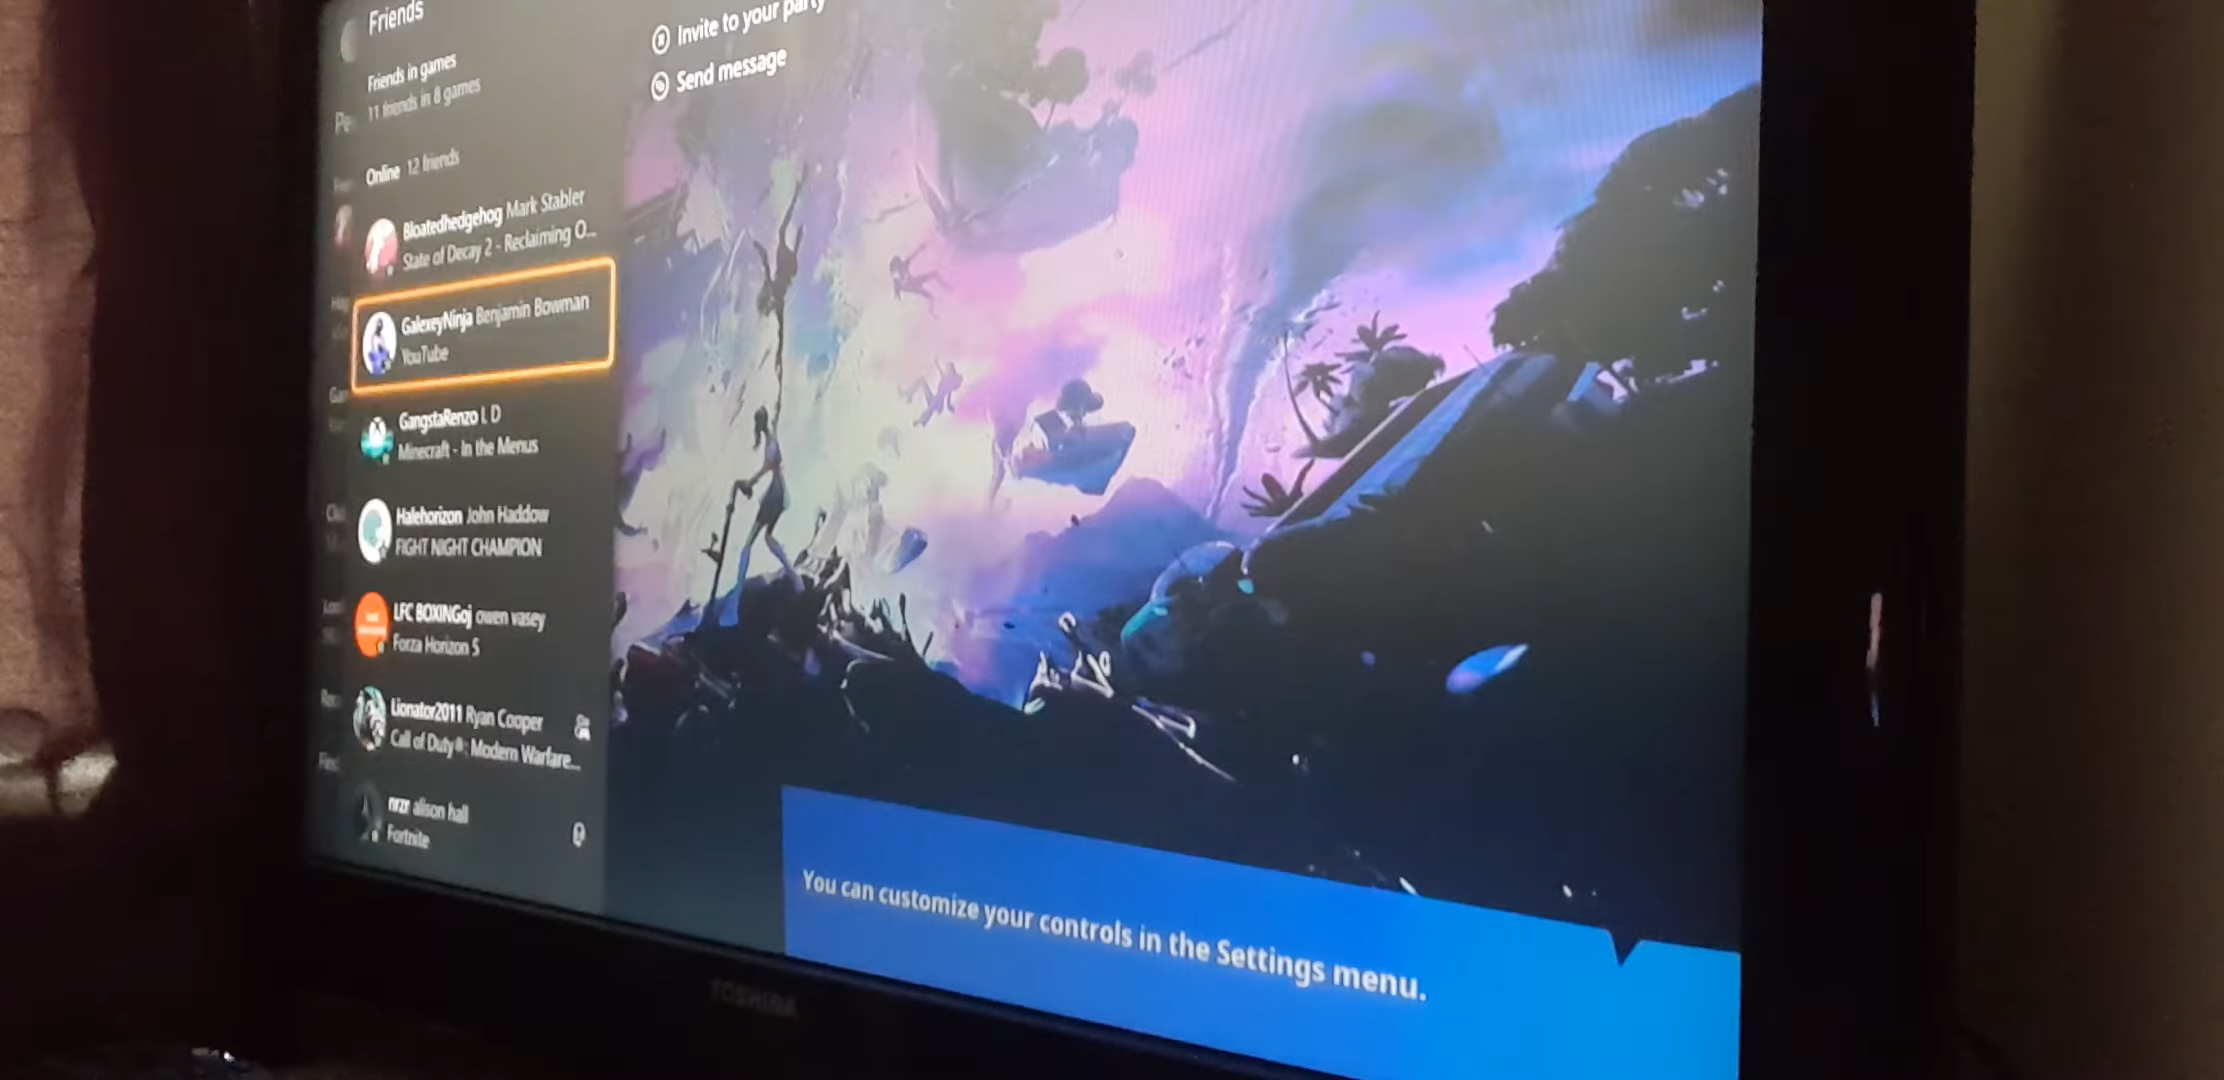 Friends
Friends in games
11 friends in 8 games
Online 12 friends
Bloatedhedgehog Mark Stabler
State of Decay 2 - Reclaiming O...
GalexeyNinja Benjamin Bowman
YouTube
GangstaRenzo L D
Minecraft - In the Menus
Halehorizon John Haddow
FIGHT NIGHT CHAMPION
LFC BOXINGoj owen vasey
Forza Horizon 5
Lionator2011 Ryan Cooper
Call of Duty®: Modern Warfare...
nrzr alison hall
Fortnite
Invite to your party
Send message
You can customize your controls in the Settings menu.
TOSHIBA